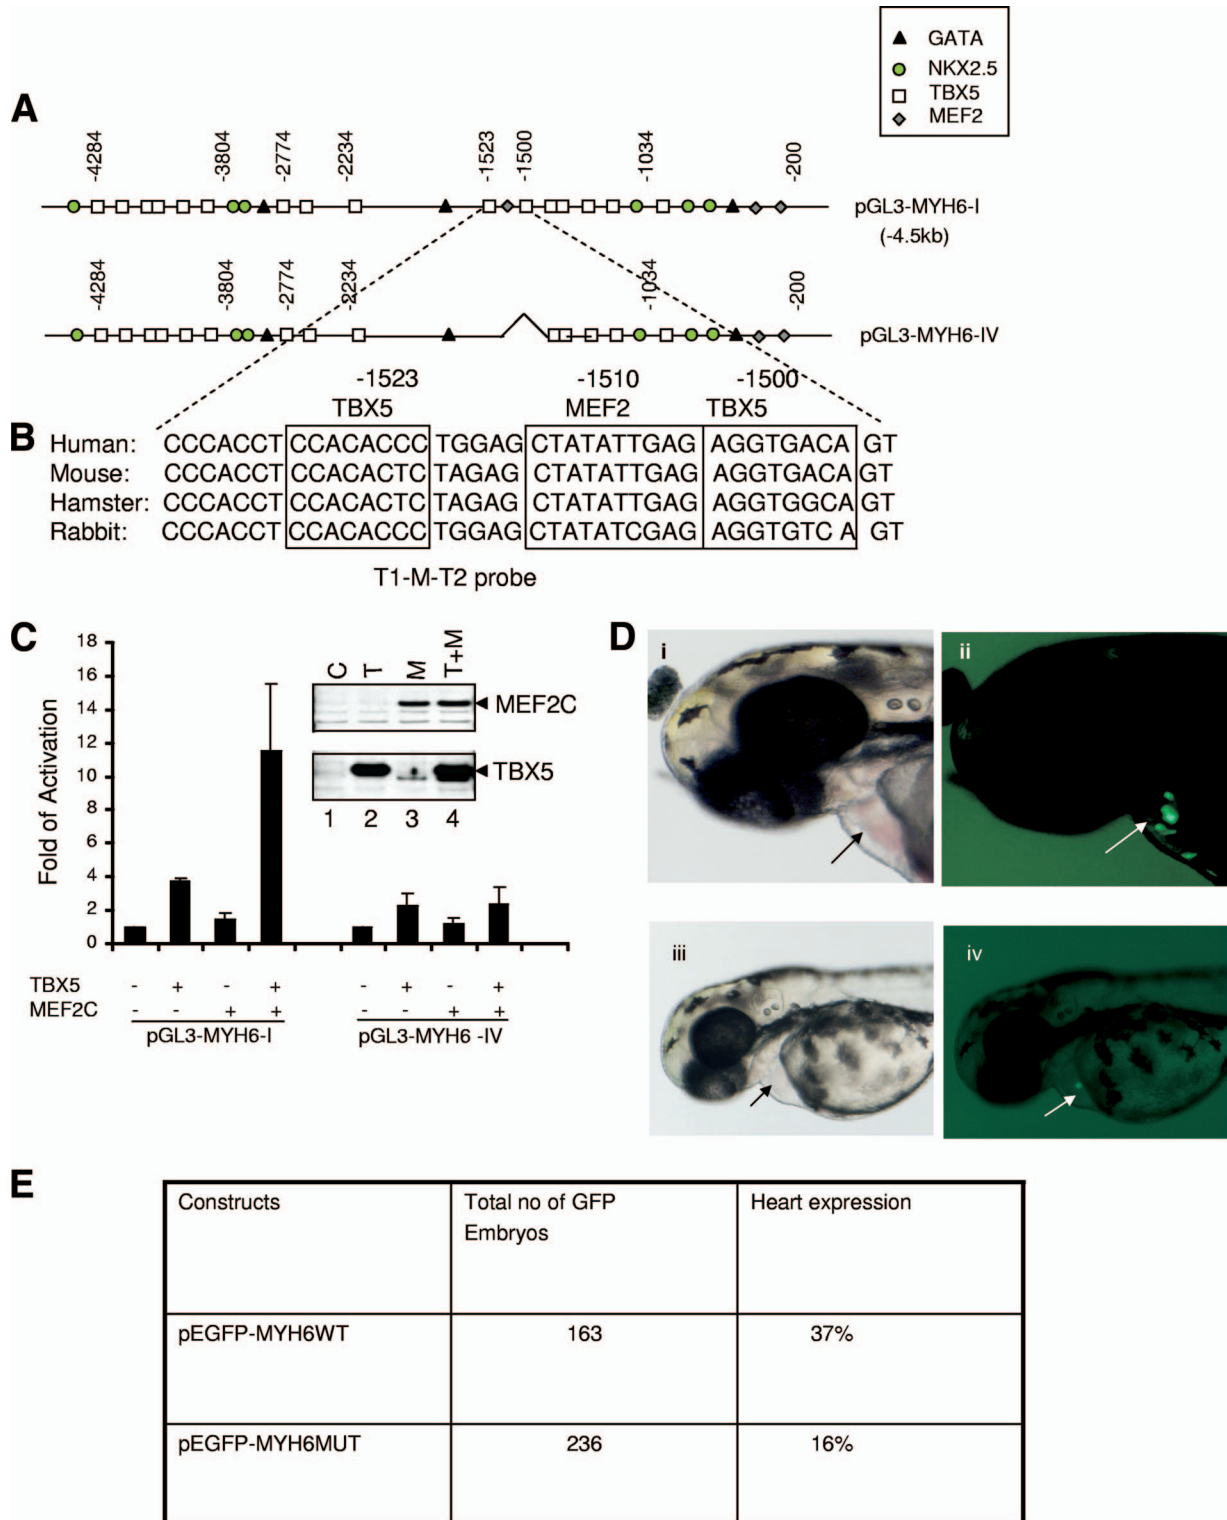 GATA
NKX2.5
TBX5
MEF2
A
-4284 -3804 -2774 -2234 -1523 -1500 -1034 -200
pGL3-MYH6-I
(-4.5kb)
-4284 -3804 -2774 -2234 -1034 -200
pGL3-MYH6-IV
-1523 -1510 -1500
TBX5 MEF2 TBX5
B
Human: CCCACCT CCACACCC TGGAG CTATATTGAG AGGTGACA GT
Mouse: CCCACCT CCACACTC TAGAG CTATATTGAG AGGTGACA GT
Hamster: CCCACCT CCACACTC TAGAG CTATATTGAG AGGTGGCA GT
Rabbit: CCCACCT CCACACCC TGGAG CTATATCGAG AGGTGTC A GT
T1-M-T2 probe
C
Fold of Activation
18
16
14
12
10
8
6
4
2
0
C T M T+M
MEF2C
TBX5
1 2 3 4
TBX5 - + - + - + - +
MEF2C - - + + - - + +
pGL3-MYH6-I pGL3-MYH6 -IV
D
i ii
iii iv
E
Constructs Total no of GFP Embryos Heart expression
pEGFP-MYH6WT 163 37%
pEGFP-MYH6MUT 236 16%